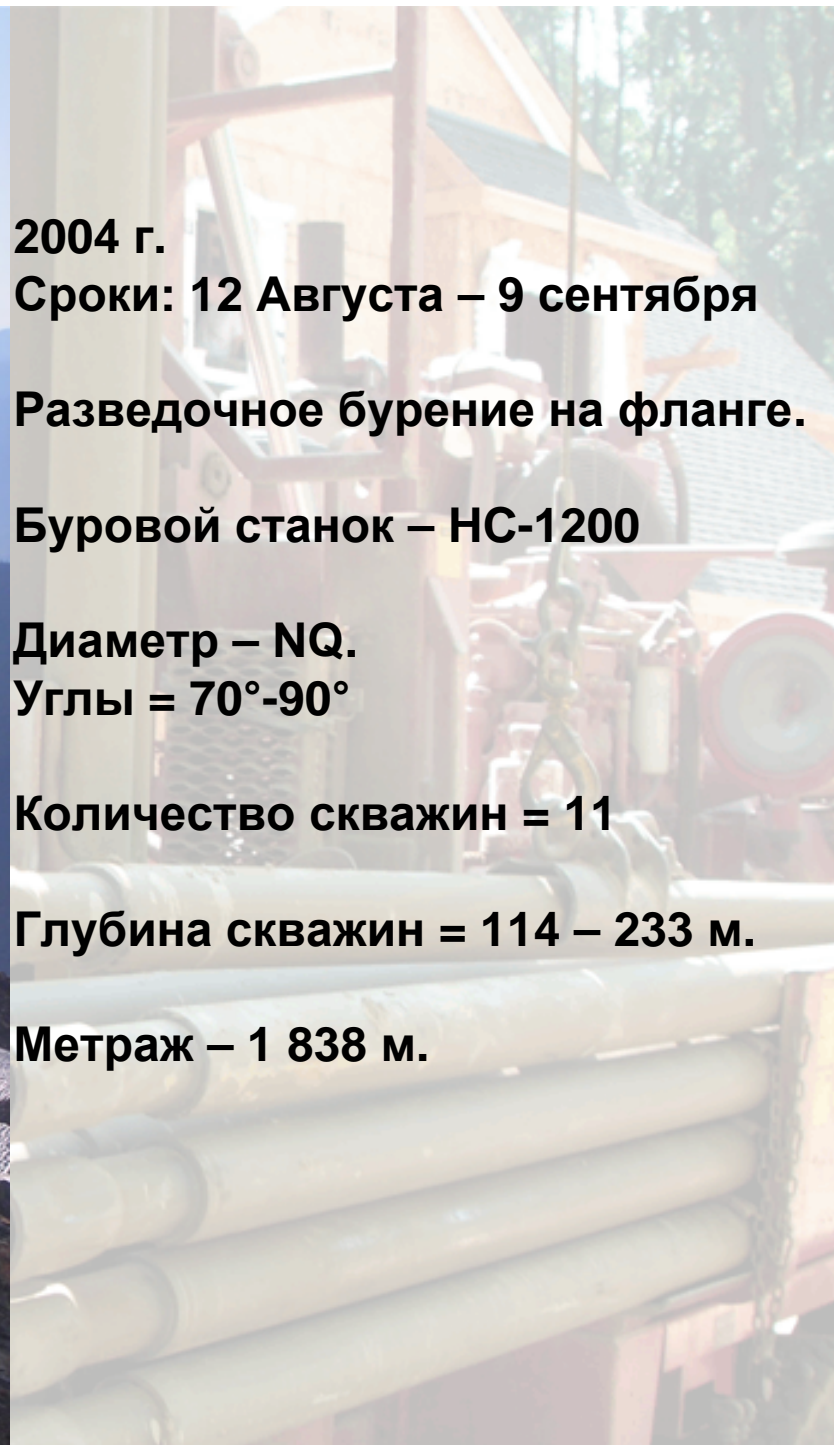 2004 г.
Сроки: 12 Августа – 9 сентября
Разведочное бурение на фланге.
Буровой станок – НС-1200
Диаметр – NQ.
Углы = 70°-90°
Количество скважин = 11
Глубина скважин = 114 – 233 м.
Метраж – 1 838 м.